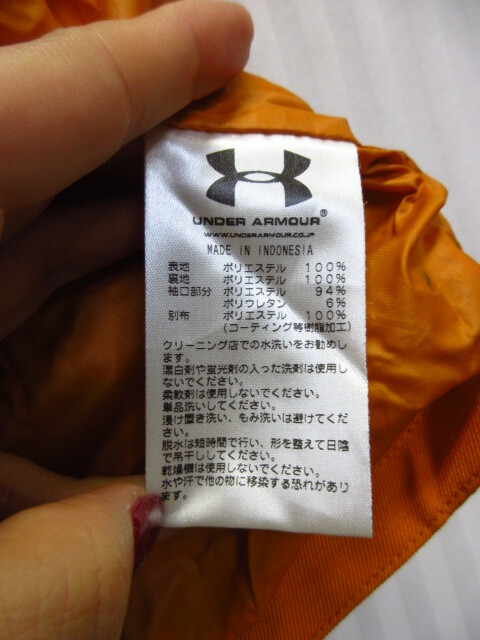 UNDER ARMOUR®
WWW.UNDERARMOUR.CO.JP
MADE IN INDONESIA
表地 ポリエステル 100%
裏地 ポリエステル 100%
袖口部分 ポリエステル 94%
ポリウレタン 6%
別布 ポリエステル 100%
(コーティング等樹脂加工)
クリーニング店での水洗いをお勧めし
ます。
漂白剤や蛍光剤の入った洗剤は使用し
ないでください。
柔軟剤は使用しないでください。
単品洗いしてください。
浸け置き洗い、もみ洗いは避けてくだ
さい。
脱水は短時間で行い、形を整えて日陰
で吊干ししてください。
乾燥機は使用しないでください。
水や汗で他の物に移染する恐れがあり
ます。